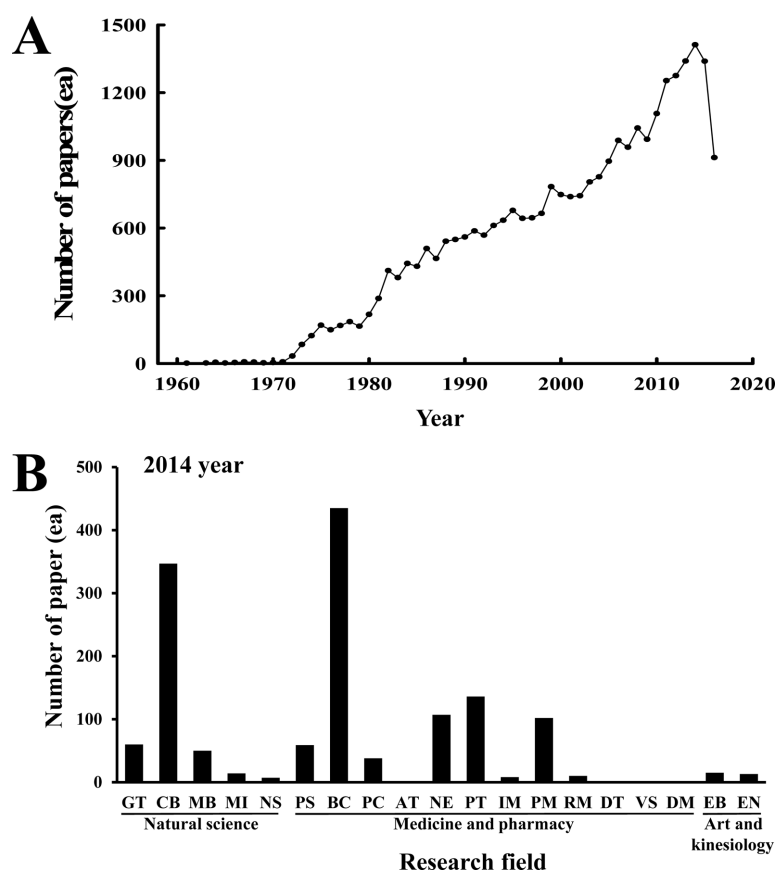 A
1500
1200
900
600
300
0
Number of papers(ea)
1960 1970 1980 1990 2000 2010 2020
Year
B
2014 year
500
400
300
200
100
0
Number of paper (ea)
GT CB MB MI NS PS BC PC AT NE PT IM PM RM DT VS DM EB EN
Natural science Medicine and pharmacy Art and
kinesiology
Research field